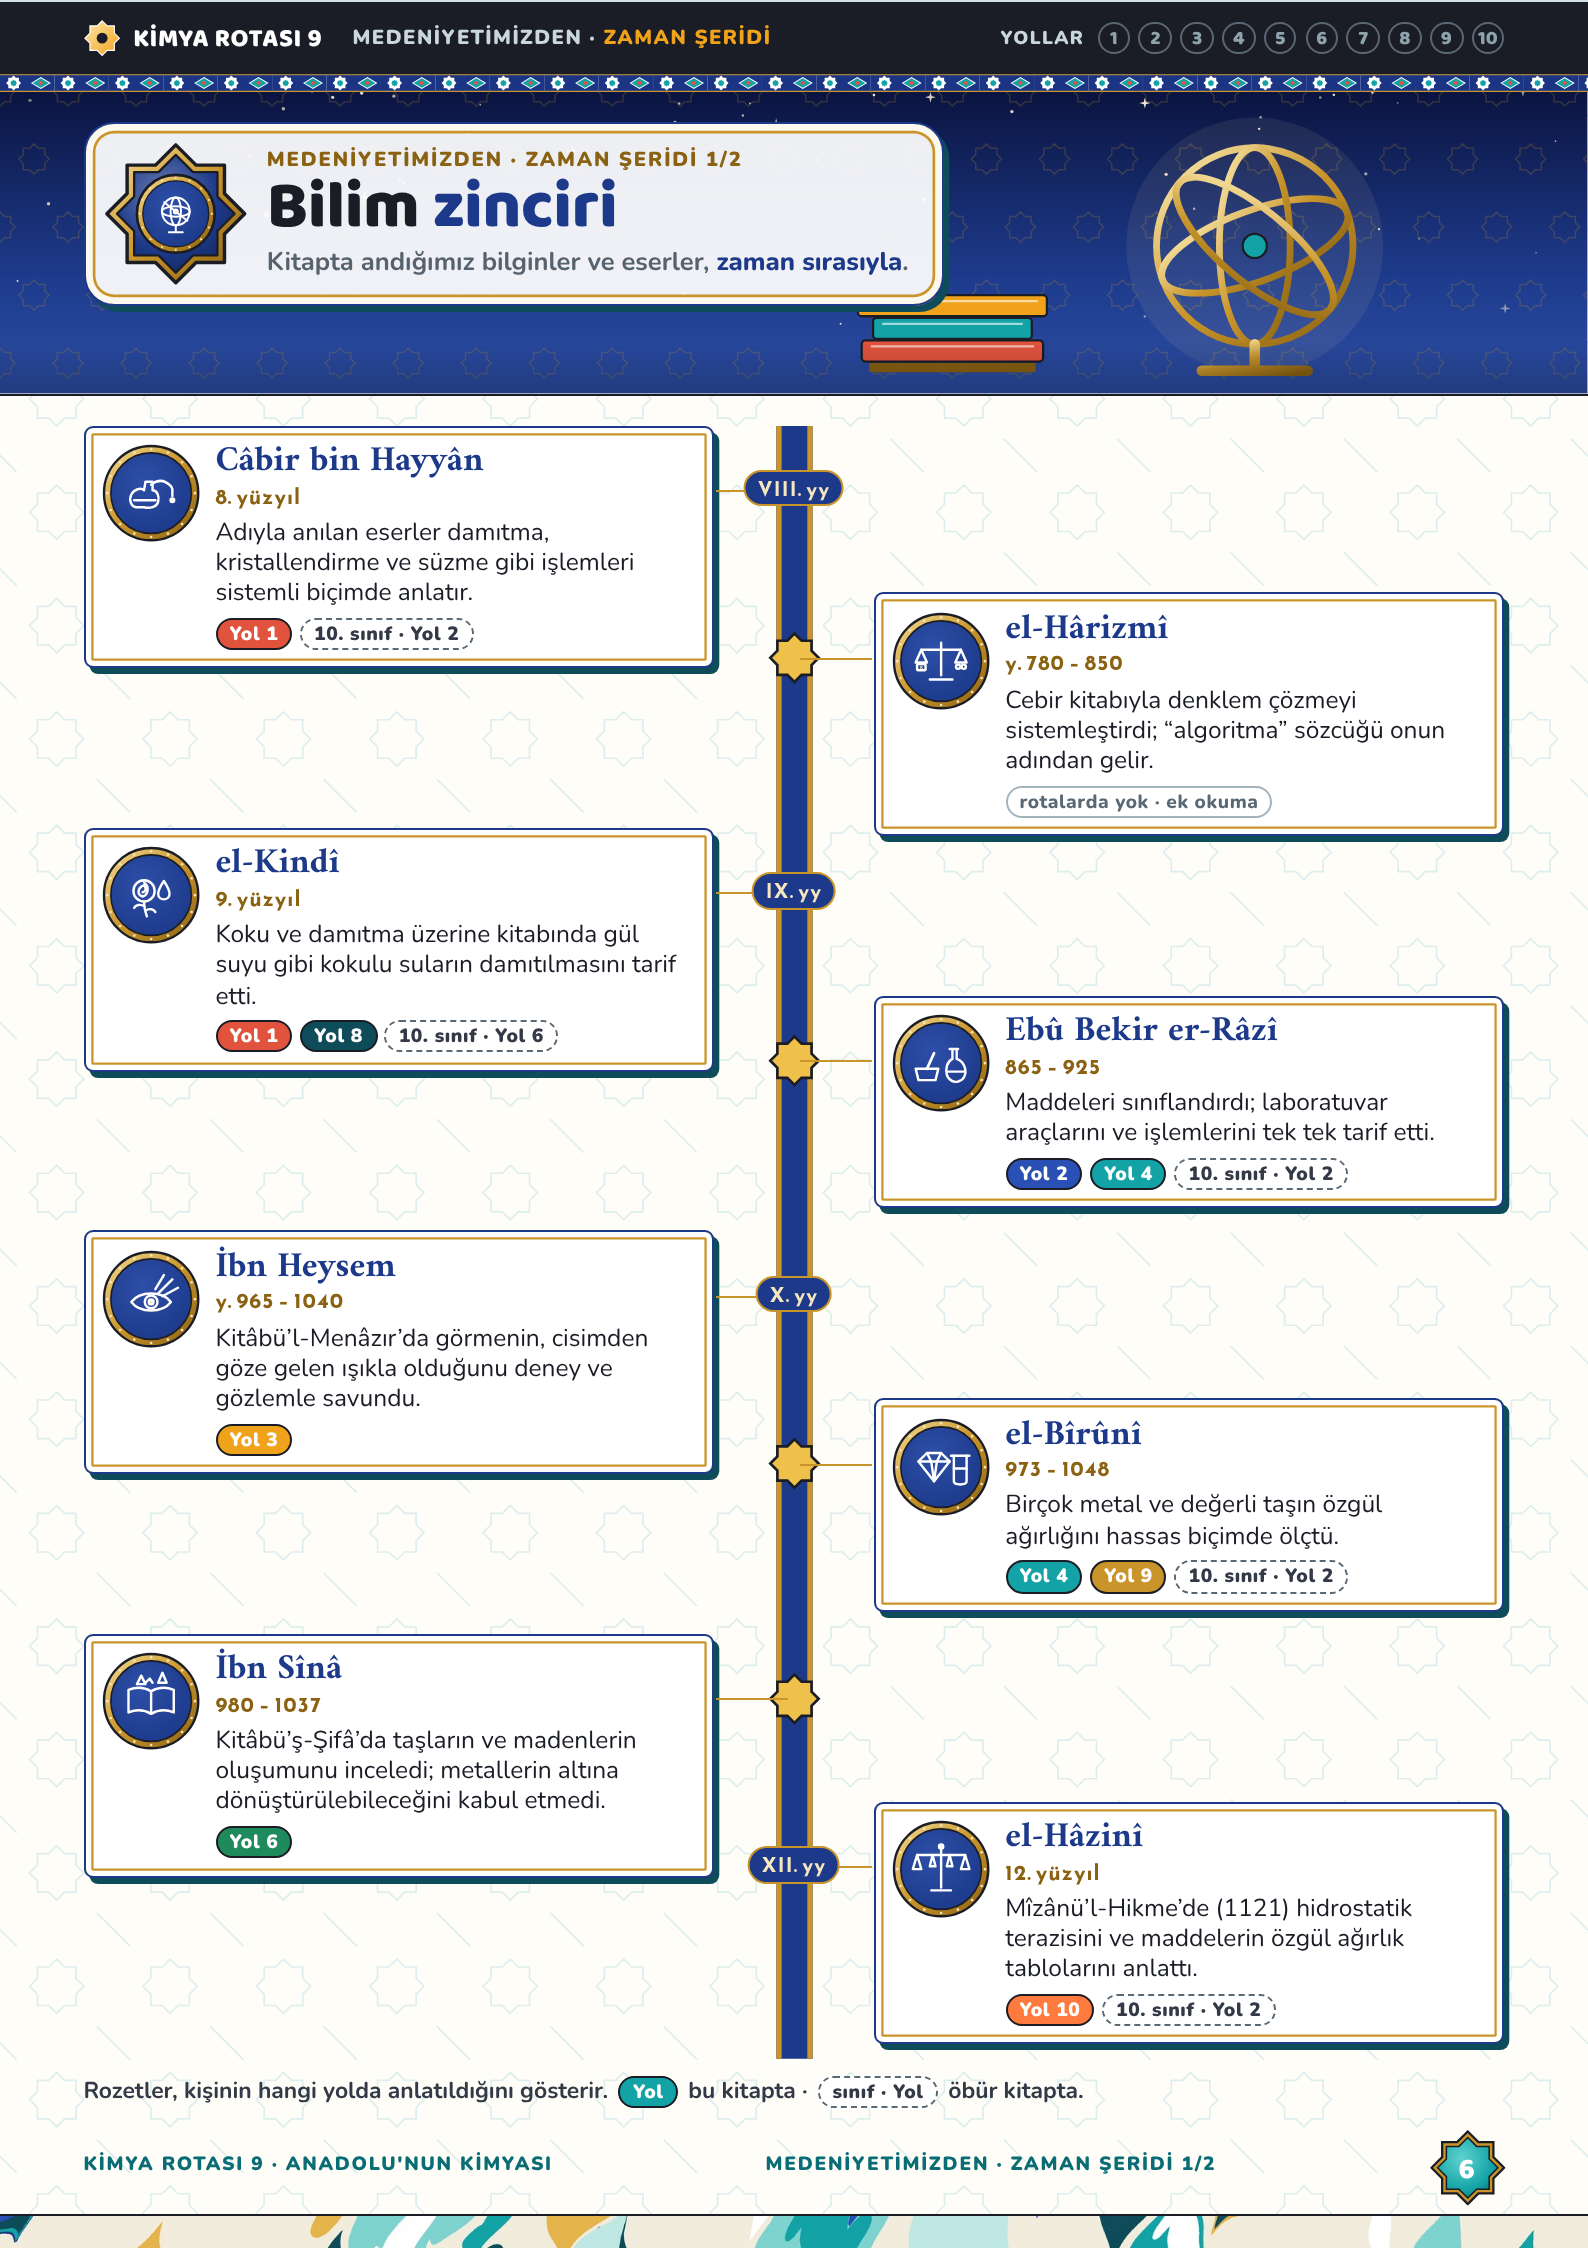 KİMYA ROTASI 9 MEDENİYETİMİZDEN · ZAMAN ŞERİDİ YOLLAR 1 2 3 4 5 6 7 8 9 10
MEDENİYETİMİZDEN · ZAMAN ŞERİDİ 1/2
Bilim zinciri
Kitapta andığımız bilginler ve eserler, zaman sırasıyla.
VIII. yy
Câbir bin Hayyân
8. yüzyıl
Adıyla anılan eserler damıtma,
kristallendirme ve süzme gibi işlemleri
sistemli biçimde anlatır.
Yol 1 10. sınıf · Yol 2
el-Hârizmî
y. 780 - 850
Cebir kitabıyla denklem çözmeyi
sistemleştirdi; “algoritma” sözcüğü onun
adından gelir.
rotalarda yok · ek okuma
IX. yy
el-Kindî
9. yüzyıl
Koku ve damıtma üzerine kitabında gül
suyu gibi kokulu suların damıtılmasını tarif
etti.
Yol 1 Yol 8 10. sınıf · Yol 6
Ebû Bekir er-Râzî
865 - 925
Maddeleri sınıflandırdı; laboratuvar
araçlarını ve işlemlerini tek tek tarif etti.
Yol 2 Yol 4 10. sınıf · Yol 2
X. yy
İbn Heysem
y. 965 - 1040
Kitâbü’l-Menâzır’da görmenin, cisimden
göze gelen ışıkla olduğunu deney ve
gözlemle savundu.
Yol 3
el-Bîrûnî
973 - 1048
Birçok metal ve değerli taşın özgül
ağırlığını hassas biçimde ölçtü.
Yol 4 Yol 9 10. sınıf · Yol 2
İbn Sînâ
980 - 1037
Kitâbü’ş-Şifâ’da taşların ve madenlerin
oluşumunu inceledi; metallerin altına
dönüştürülebileceğini kabul etmedi.
Yol 6
XII. yy
el-Hâzinî
12. yüzyıl
Mîzânü’l-Hikme’de (1121) hidrostatik
terazisini ve maddelerin özgül ağırlık
tablolarını anlattı.
Yol 10 10. sınıf · Yol 2
Rozetler, kişinin hangi yolda anlatıldığını gösterir. Yol bu kitapta · sınıf · Yol öbür kitapta.
KİMYA ROTASI 9 · ANADOLU'NUN KİMYASI MEDENİYETİMİZDEN · ZAMAN ŞERİDİ 1/2 6